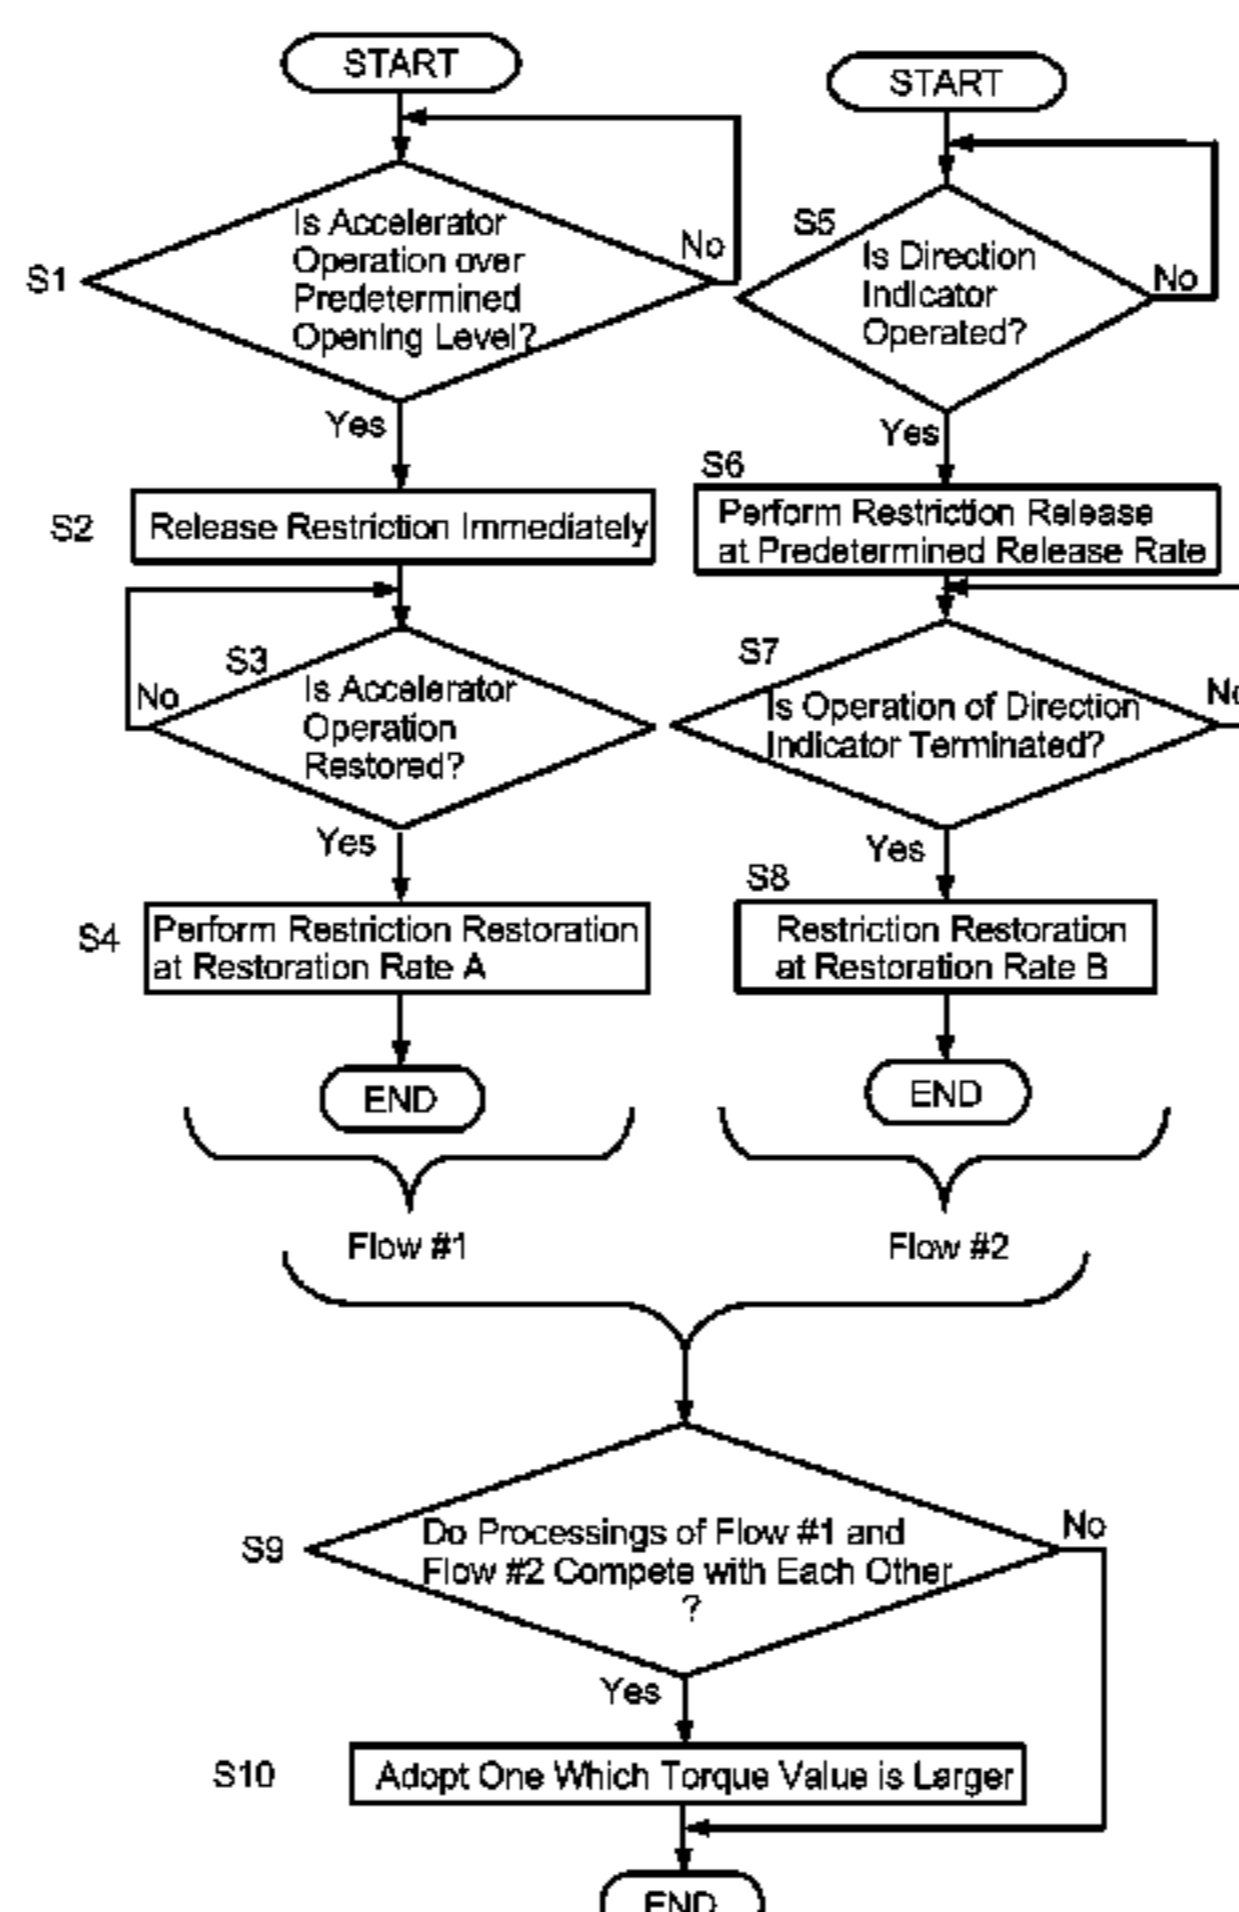 START
S1
Is Accelerator
Operation over
Predetermined
Opening Level?
No
Yes
S2
Release Restriction Immediately
S3
No
Is Accelerator
Operation
Restored?
Yes
S4
Perform Restriction Restoration
at Restoration Rate A
END
Flow #1
START
S5
Is Direction
Indicator
Operated?
No
Yes
S6
Perform Restriction Release
at Predetermined Release Rate
S7
Is Operation of Direction
Indicator Terminated?
No
Yes
S8
Restriction Restoration
at Restoration Rate B
END
Flow #2
S9
Do Processings of Flow #1 and
Flow #2 Compete with Each Other
?
No
Yes
S10
Adopt One Which Torque Value is Larger
END